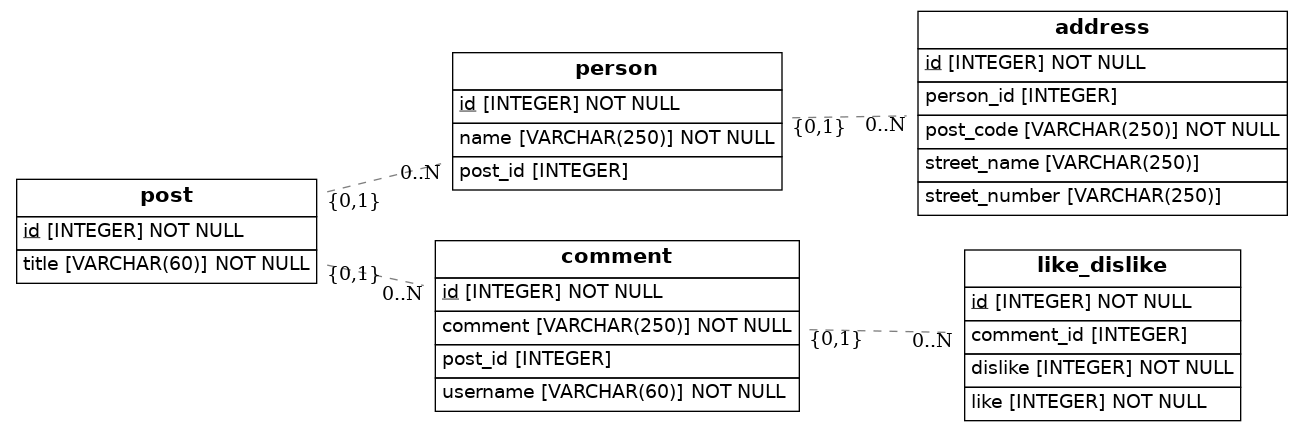 post
id [INTEGER] NOT NULL
title [VARCHAR(60)] NOT NULL
{0,1}
0..N
{0,1}
0..N
person
id [INTEGER] NOT NULL
name [VARCHAR(250)] NOT NULL
post_id [INTEGER]
{0,1}
0..N
address
id [INTEGER] NOT NULL
person_id [INTEGER]
post_code [VARCHAR(250)] NOT NULL
street_name [VARCHAR(250)]
street_number [VARCHAR(250)]
comment
id [INTEGER] NOT NULL
comment [VARCHAR(250)] NOT NULL
post_id [INTEGER]
username [VARCHAR(60)] NOT NULL
{0,1}
0..N
like_dislike
id [INTEGER] NOT NULL
comment_id [INTEGER]
dislike [INTEGER] NOT NULL
like [INTEGER] NOT NULL